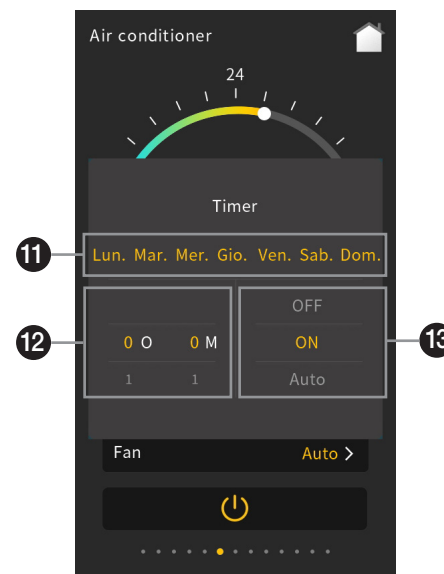 Air conditioner
24
Timer
11
Lun. Mar. Mer. Gio. Ven. Sab. Dom.
OFF
12
0 O 0 M
ON
13
1 1
Auto
Fan Auto >